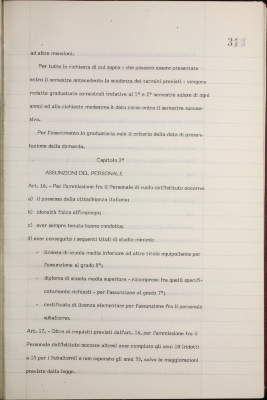 313
ad altre mansioni.
Per tutte le richieste di cui sopra - che possono essere presentate
entro il semestre antecedente la scadenza dei termini previsti - vengono
redatte graduatorie semestrali (relative al 1° e 2° semestre solare di ogni
anno) ed alle richieste medesime è dato corso entro il semestre succes-
sivo.
Per l'inserimento in graduatoria vale il criterio della data di presen-
tazione della domanda.
Capitolo 2°
ASSUNZIONI DEL PERSONALE
Art. 16. - Per l'ammissione fra il Personale di ruolo dell'Istituto occorre
a) il possesso della cittadinanza italiana;
b) idoneità fisica all'impiego;
c) aver sempre tenuto buona condotta;
d) aver conseguito i seguenti titoli di studio minimi:
- licenza di scuola media inferiore od altro titolo equipollente per
l'assunzione al grado 8°;
- diploma di scuola media superiore - ricompreso fra quelli specifi-
catamente richiesti - per l'assunzione al grado 7°;
- certificato di licenza elementare per l'assunzione fra il personale
subalterno.
Art. 17. - Oltre ai requisiti previsti dall'art. 16, per l'ammissione fra il
Personale dell'Istituto occorre altresì aver compiuto gli anni 18 (ridotti
a 15 per i Subalterni) e non superato gli anni 35, salvo le maggiorazioni
previste dalla legge.